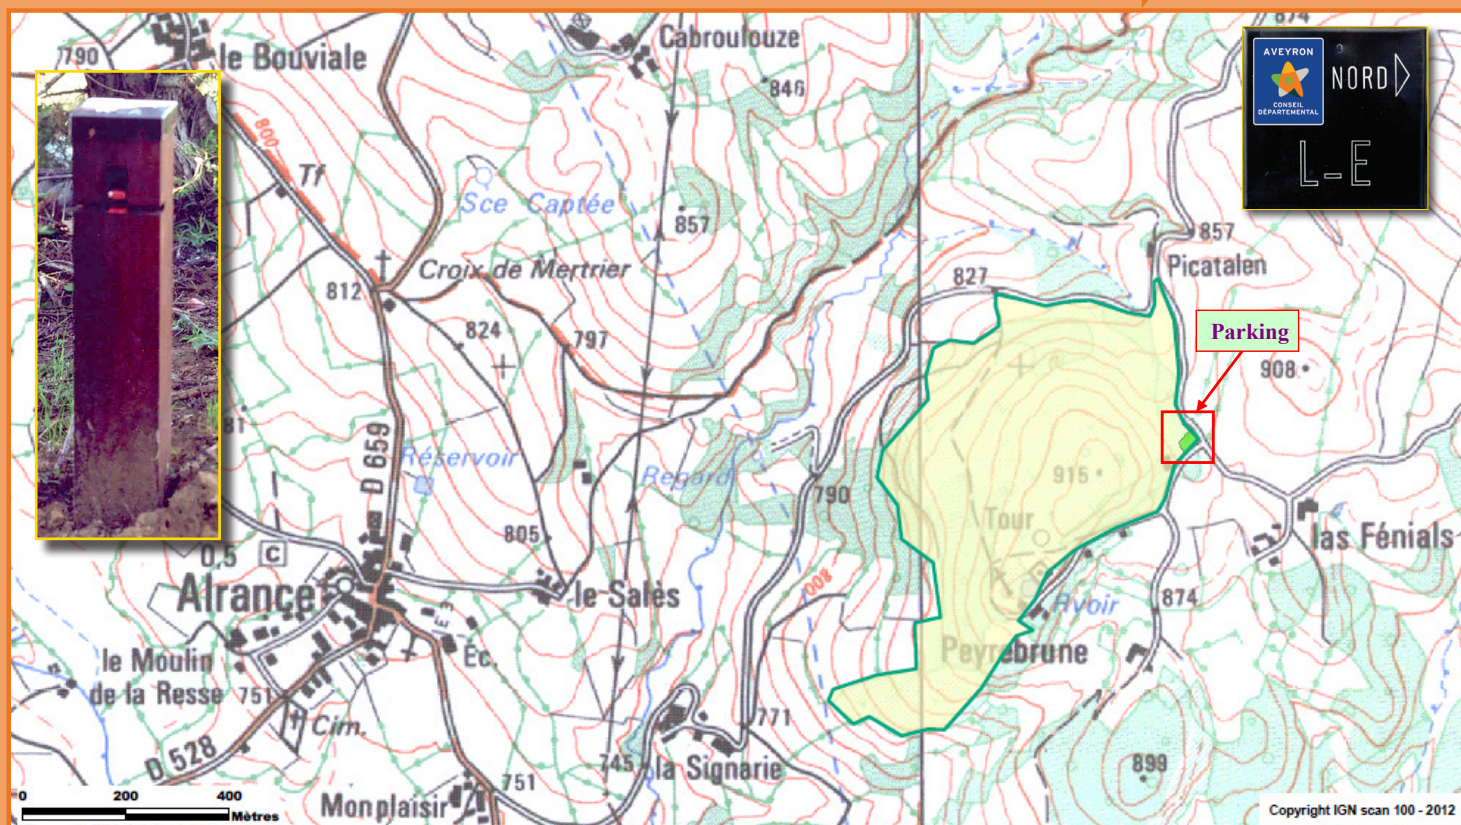 790
le Bouviale
Cabroulouze
846
874
AVEYRON
CONSEIL
DÉPARTEMENTAL
NORD
L-E
800
Tf
Sce Captée
857
857
Picatalen
Croix de Mertrier
812
827
824
797
Parking
908
81
D 659
Réservoir
Regard
790
915
Tour
las Fénials
805
0.5
C
Alrance
le Salès
800
Rvoir
874
Peyrebrune
Éc.
le Moulin
de la Resse
751
Cim.
771
D 528
745
la Signarie
899
751
Monplaisir
0 200 400
Mètres
Copyright IGN scan 100 - 2012